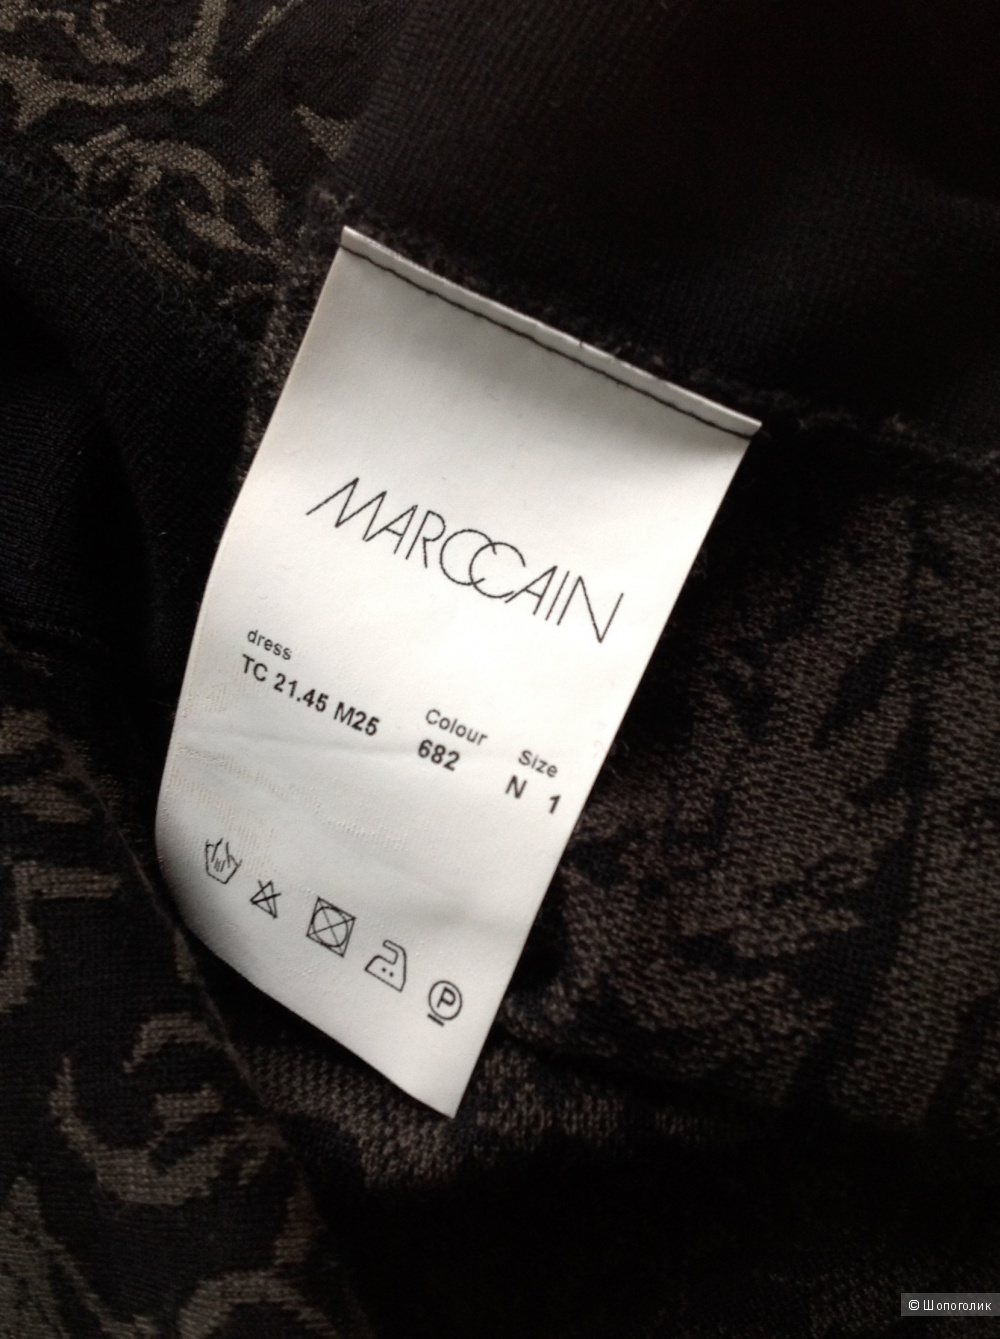 MARCCAIN
dress
TC 21.45 M25
Colour
682
Size
N 1
P
© Шопоголик